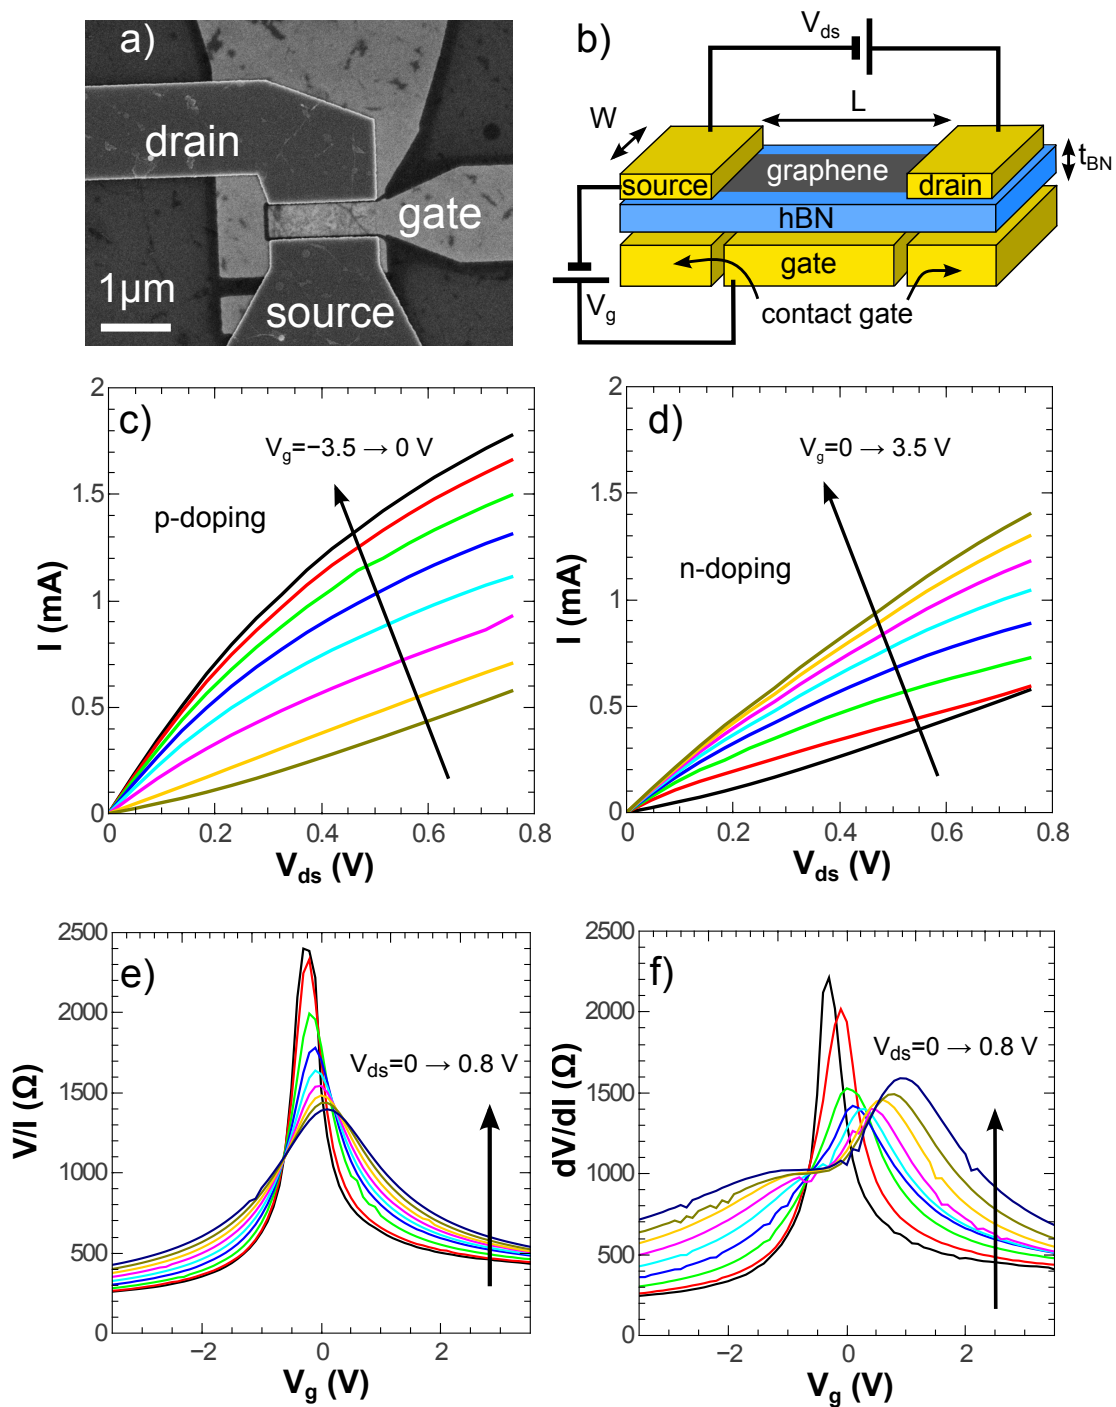 a)
drain
gate
1μm
source
b)
V_ds
W
L
t_BN
graphene
source
drain
hBN
gate
V_g
contact gate
c)
V_g=−3.5 → 0 V
p-doping
I (mA)
2
1.5
1
0.5
0
0 0.2 0.4 0.6 0.8
V_ds (V)
d)
V_g=0 → 3.5 V
n-doping
I (mA)
2
1.5
1
0.5
0
0 0.2 0.4 0.6 0.8
V_ds (V)
e)
V_ds=0 → 0.8 V
V/I (Ω)
2500
2000
1500
1000
500
0
−2 0 2
V_g (V)
f)
V_ds=0 → 0.8 V
dV/dI (Ω)
2500
2000
1500
1000
500
0
−2 0 2
V_g (V)